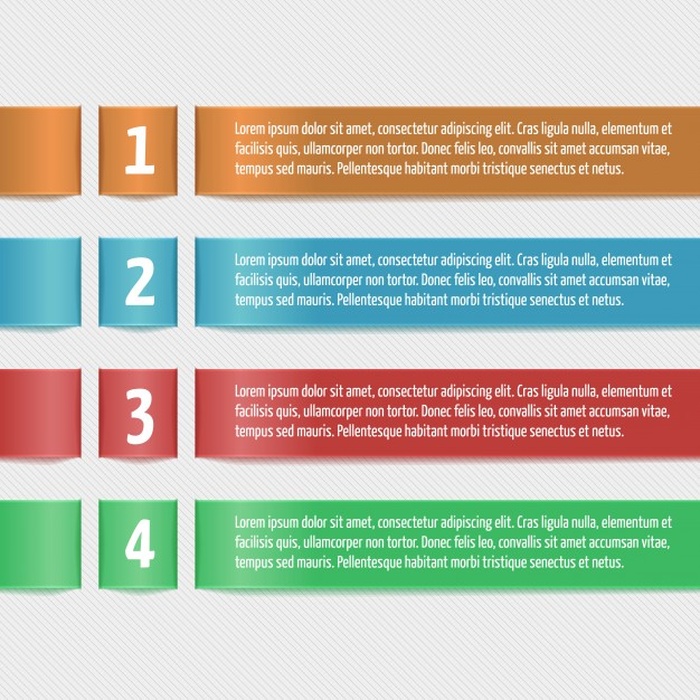 1
Lorem ipsum dolor sit amet, consectetur adipiscing elit. Cras ligula nulla, elementum et
facilisis quis, ullamcorper non tortor. Donec felis leo, convallis sit amet accumsan vitae,
tempus sed mauris. Pellentesque habitant morbi tristique senectus et netus.
2
Lorem ipsum dolor sit amet, consectetur adipiscing elit. Cras ligula nulla, elementum et
facilisis quis, ullamcorper non tortor. Donec felis leo, convallis sit amet accumsan vitae,
tempus sed mauris. Pellentesque habitant morbi tristique senectus et netus.
3
Lorem ipsum dolor sit amet, consectetur adipiscing elit. Cras ligula nulla, elementum et
facilisis quis, ullamcorper non tortor. Donec felis leo, convallis sit amet accumsan vitae,
tempus sed mauris. Pellentesque habitant morbi tristique senectus et netus.
4
Lorem ipsum dolor sit amet, consectetur adipiscing elit. Cras ligula nulla, elementum et
facilisis quis, ullamcorper non tortor. Donec felis leo, convallis sit amet accumsan vitae,
tempus sed mauris. Pellentesque habitant morbi tristique senectus et netus.